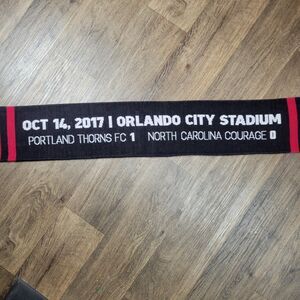 OCT 14, 2017 | ORLANDO CITY STADIUM
PORTLAND THORNS FC 1 NORTH CAROLINA COURAGE 0